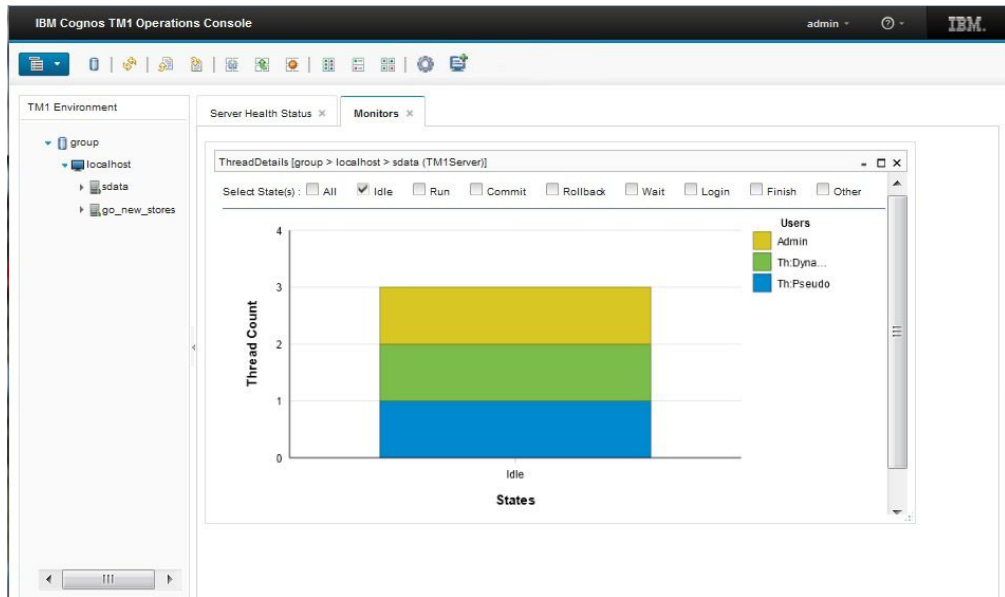 IBM Cognos TM1 Operations Console
admin
?
IBM.
TM1 Environment
group
localhost
sdata
go_new_stores
Server Health Status ×
Monitors ×
ThreadDetails [group > localhost > sdata (TM1Server)]
Select State(s) : All Idle Run Commit Rollback Wait Login Finish Other
4
3
2
1
0
Thread Count
Idle
States
Users
Admin
Th:Dyna...
Th:Pseudo